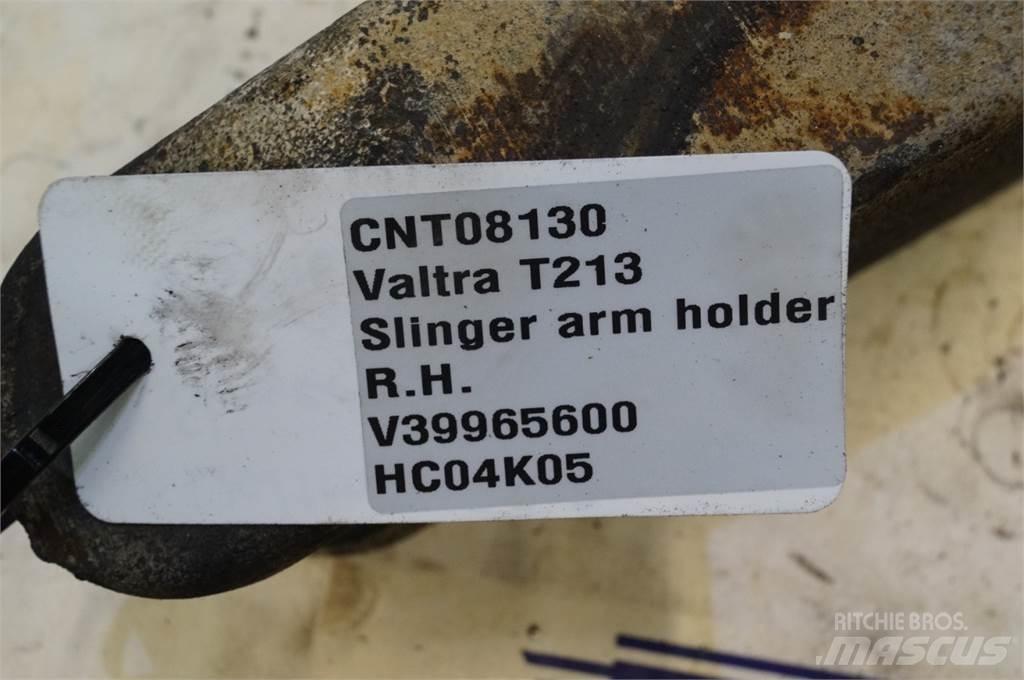 CNT08130
Valtra T213
Slinger arm holder
R.H.
V39965600
HC04K05
RITCHIE BROS.
MASCUS